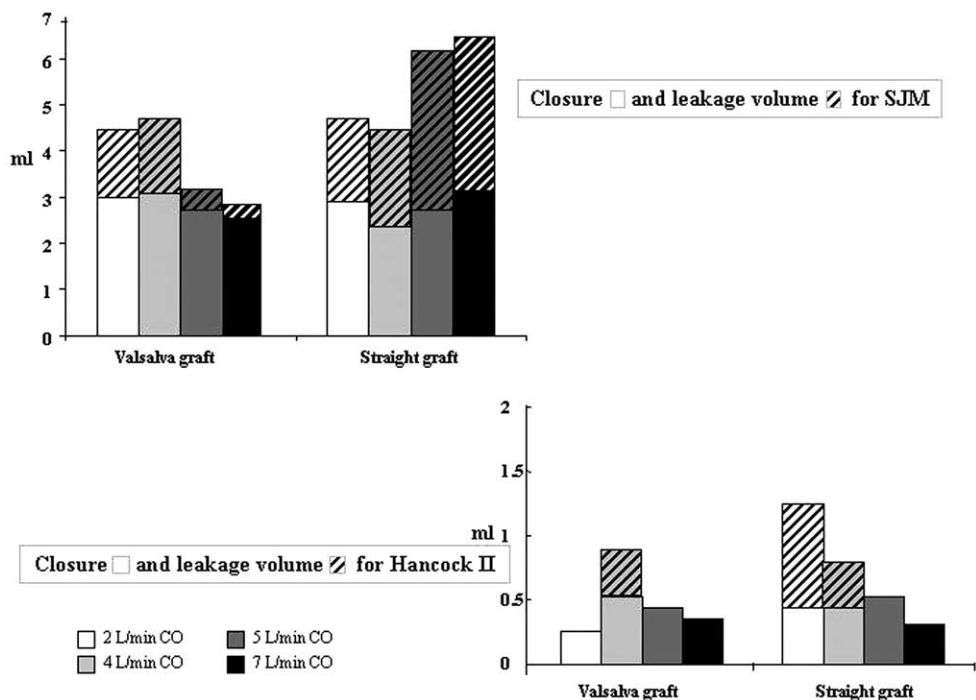 7
6
5
4
ml
3
2
1
0
Valsalva graft Straight graft
Closure and leakage volume for SJM
2
1.5
ml
1
0.5
0
Valsalva graft Straight graft
Closure and leakage volume for Hancock II
2 L/min CO 5 L/min CO
4 L/min CO 7 L/min CO